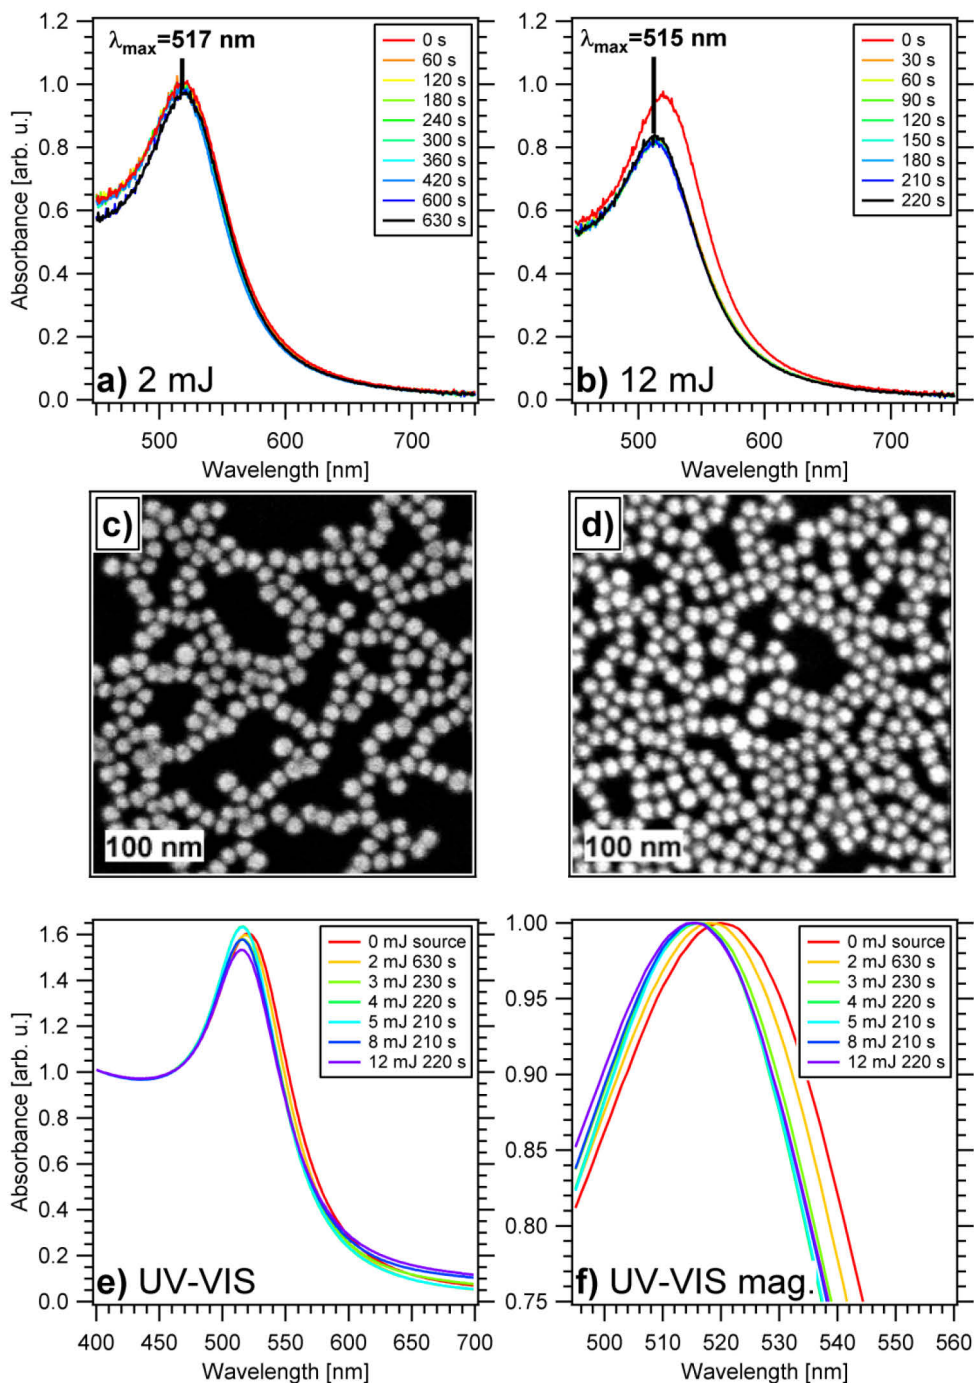 λmax=517 nm
0 s
60 s
120 s
180 s
240 s
300 s
360 s
420 s
600 s
630 s
1.2
1.0
0.8
0.6
0.4
0.2
0.0
Absorbance [arb. u.]
a) 2 mJ
500
600
700
Wavelength [nm]
λmax=515 nm
0 s
30 s
60 s
90 s
120 s
150 s
180 s
210 s
220 s
1.2
1.0
0.8
0.6
0.4
0.2
0.0
b) 12 mJ
500
600
700
Wavelength [nm]
c)
100 nm
d)
100 nm
0 mJ source
2 mJ 630 s
3 mJ 230 s
4 mJ 220 s
5 mJ 210 s
8 mJ 210 s
12 mJ 220 s
1.6
1.4
1.2
1.0
0.8
0.6
0.4
0.2
0.0
Absorbance [arb. u.]
e) UV-VIS
400
450
500
550
600
650
700
Wavelength [nm]
0 mJ source
2 mJ 630 s
3 mJ 230 s
4 mJ 220 s
5 mJ 210 s
8 mJ 210 s
12 mJ 220 s
1.00
0.95
0.90
0.85
0.80
0.75
f) UV-VIS mag.
500
510
520
530
540
550
560
Wavelength [nm]